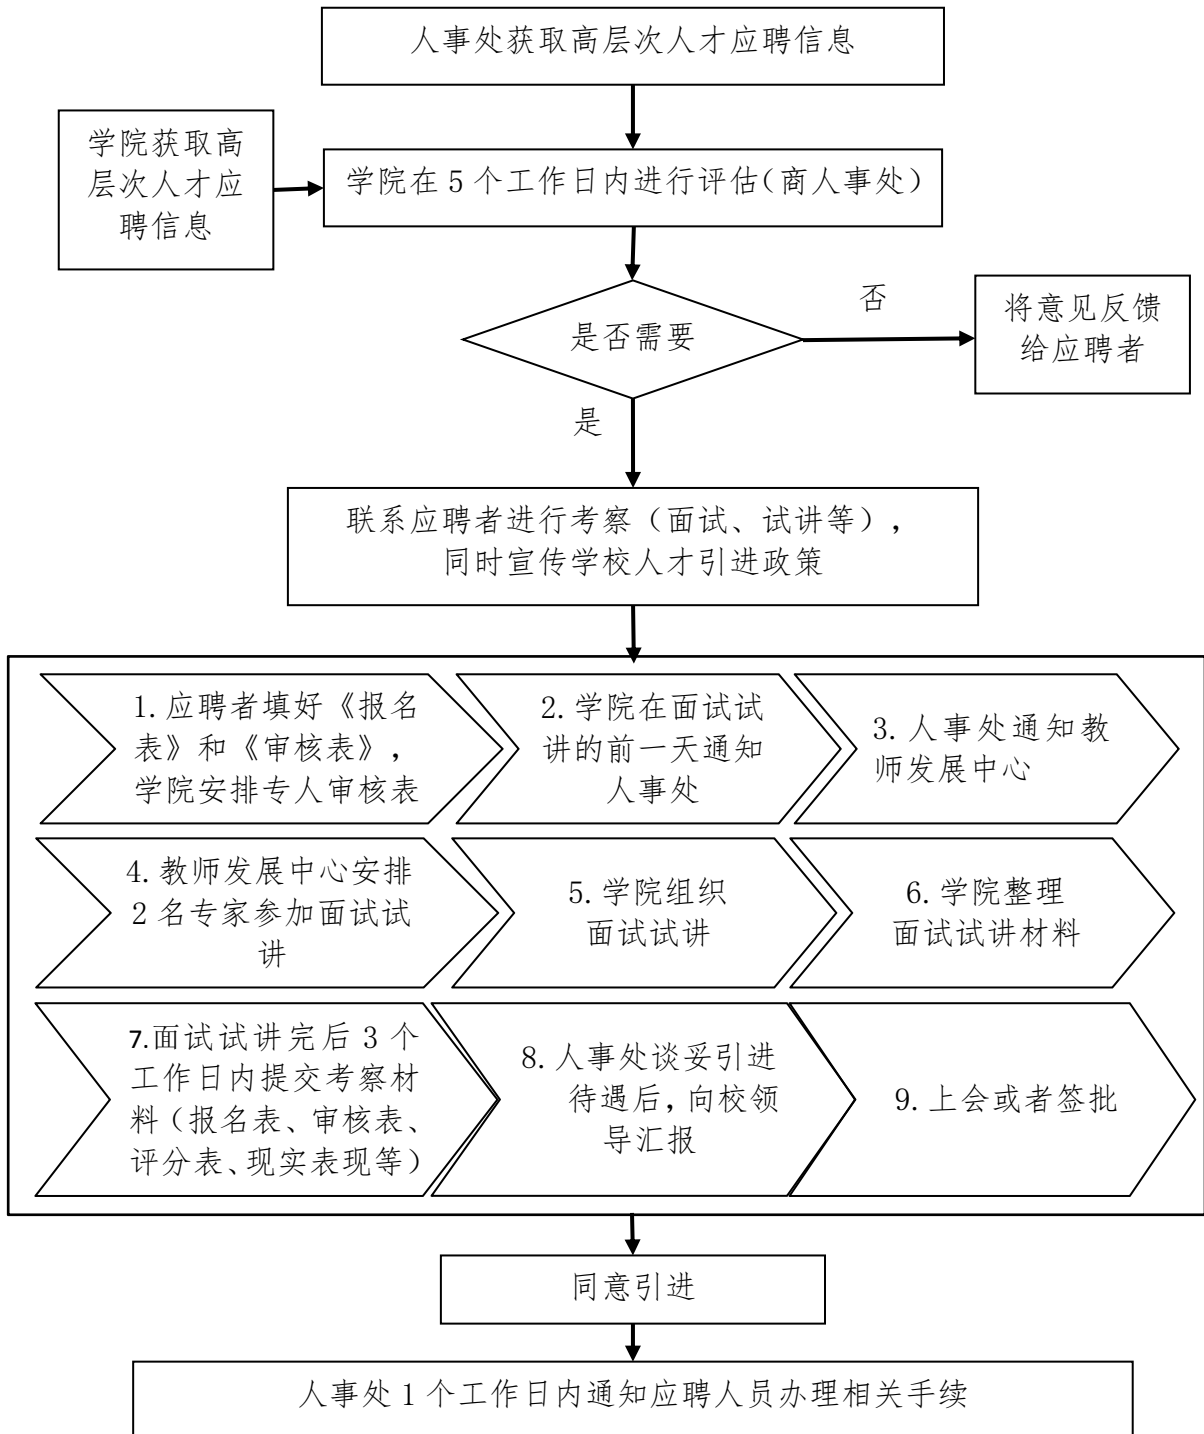 人事处获取高层次人才应聘信息
学院获取高
层次人才应
聘信息
学院在 5 个工作日内进行评估(商人事处)
是否需要
否
将意见反馈
给应聘者
是
联系应聘者进行考察（面试、试讲等），
同时宣传学校人才引进政策
1. 应聘者填好《报名
表》和《审核表》，
学院安排专人审核表
2. 学院在面试试
讲的前一天通知
人事处
3. 人事处通知教
师发展中心
4. 教师发展中心安排
2 名专家参加面试试
讲
5. 学院组织
面试试讲
6. 学院整理
面试试讲材料
7.面试试讲完后 3 个
工作日内提交考察材
料（报名表、审核表、
评分表、现实表现等）
8. 人事处谈妥引进
待遇后，向校领
导汇报
9. 上会或者签批
同意引进
人事处 1 个工作日内通知应聘人员办理相关手续